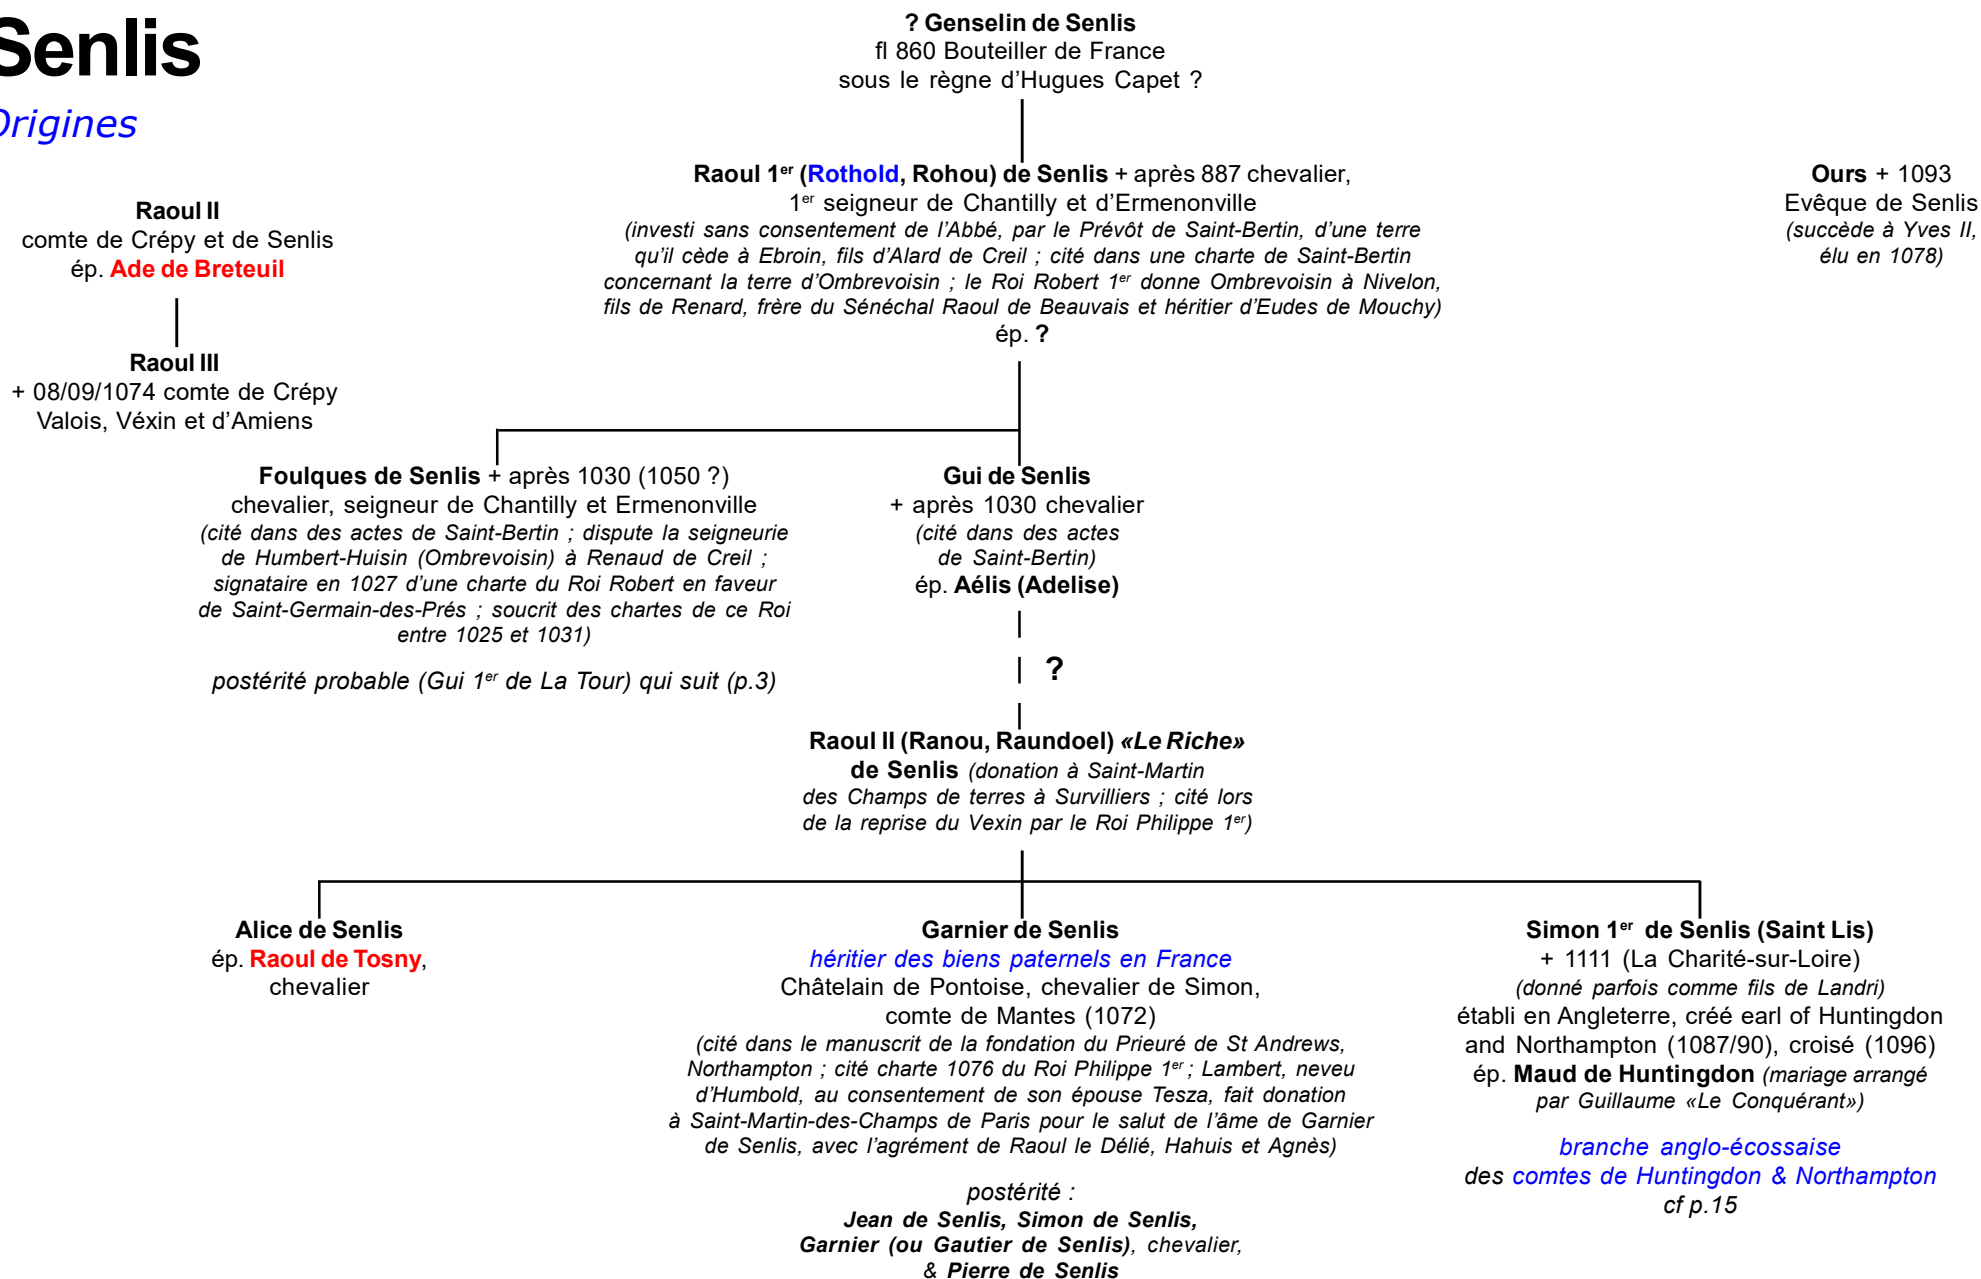 Senlis
Origines
? Genselin de Senlis
fl 860 Bouteiller de France
sous le règne d'Hugues Capet ?
Raoul 1er (Rothold, Rohou) de Senlis + après 887 chevalier,
1er seigneur de Chantilly et d'Ermenonville
(investi sans consentement de l'Abbé, par le Prévôt de Saint-Bertin, d'une terre
qu'il cède à Ebroin, fils d'Alard de Creil ; cité dans une charte de Saint-Bertin
concernant la terre d'Ombrevoisin ; le Roi Robert 1er donne Ombrevoisin à Nivelon,
fils de Renard, frère du Sénéchal Raoul de Beauvais et héritier d'Eudes de Mouchy)
ép. ?
Ours + 1093
Evêque de Senlis
(succède à Yves II,
élu en 1078)
Raoul II
comte de Crépy et de Senlis
ép. Ade de Breteuil
Raoul III
+ 08/09/1074 comte de Crépy
Valois, Véxin et d'Amiens
Foulques de Senlis + après 1030 (1050 ?)
chevalier, seigneur de Chantilly et Ermenonville
(cité dans des actes de Saint-Bertin ; dispute la seigneurie
de Humbert-Huisin (Ombrevoisin) à Renaud de Creil ;
signataire en 1027 d'une charte du Roi Robert en faveur
de Saint-Germain-des-Prés ; soucrit des chartes de ce Roi
entre 1025 et 1031)
postérité probable (Gui 1er de La Tour) qui suit (p.3)
Gui de Senlis
+ après 1030 chevalier
(cité dans des actes
de Saint-Bertin)
ép. Aélis (Adelise)
?
Raoul II (Ranou, Raundoel) «Le Riche»
de Senlis (donation à Saint-Martin
des Champs de terres à Survilliers ; cité lors
de la reprise du Vexin par le Roi Philippe 1er)
Alice de Senlis
ép. Raoul de Tosny,
chevalier
Garnier de Senlis
héritier des biens paternels en France
Châtelain de Pontoise, chevalier de Simon,
comte de Mantes (1072)
(cité dans le manuscrit de la fondation du Prieuré de St Andrews,
Northampton ; cité charte 1076 du Roi Philippe 1er ; Lambert, neveu
d'Humbold, au consentement de son épouse Tesza, fait donation
à Saint-Martin-des-Champs de Paris pour le salut de l'âme de Garnier
de Senlis, avec l'agrément de Raoul le Délié, Hahuis et Agnès)
postérité :
Jean de Senlis, Simon de Senlis,
Garnier (ou Gautier de Senlis), chevalier,
& Pierre de Senlis
Simon 1er de Senlis (Saint Lis)
+ 1111 (La Charité-sur-Loire)
(donné parfois comme fils de Landri)
établi en Angleterre, créé earl of Huntingdon
and Northampton (1087/90), croisé (1096)
ép. Maud de Huntingdon (mariage arrangé
par Guillaume «Le Conquérant»)
branche anglo-écossaise
des comtes de Huntingdon & Northampton
cf p.15